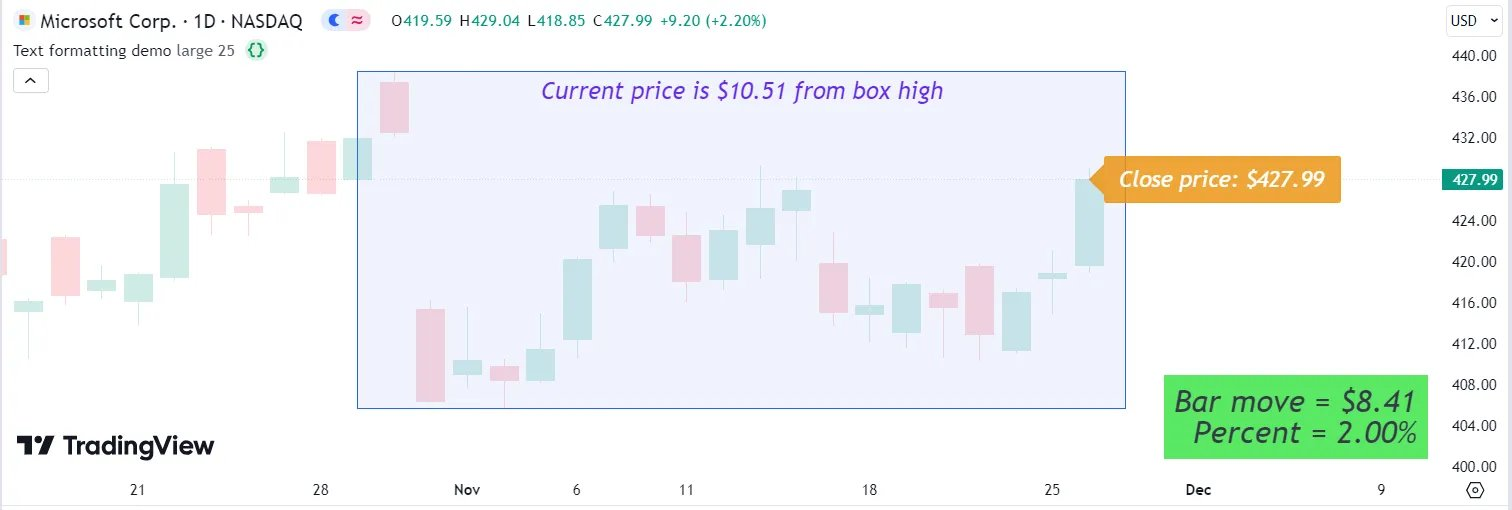 Microsoft Corp. · 1D · NASDAQ O419.59 H429.04 L418.85 C427.99 +9.20 (+2.20%) USD
Text formatting demo large 25 {}
440.00
Current price is $10.51 from box high
436.00
432.00
Close price: $427.99
427.99
424.00
420.00
416.00
412.00
408.00
Bar move = $8.41
Percent = 2.00%
404.00
TradingView
400.00
21 28 Nov 6 11 18 25 Dec 9